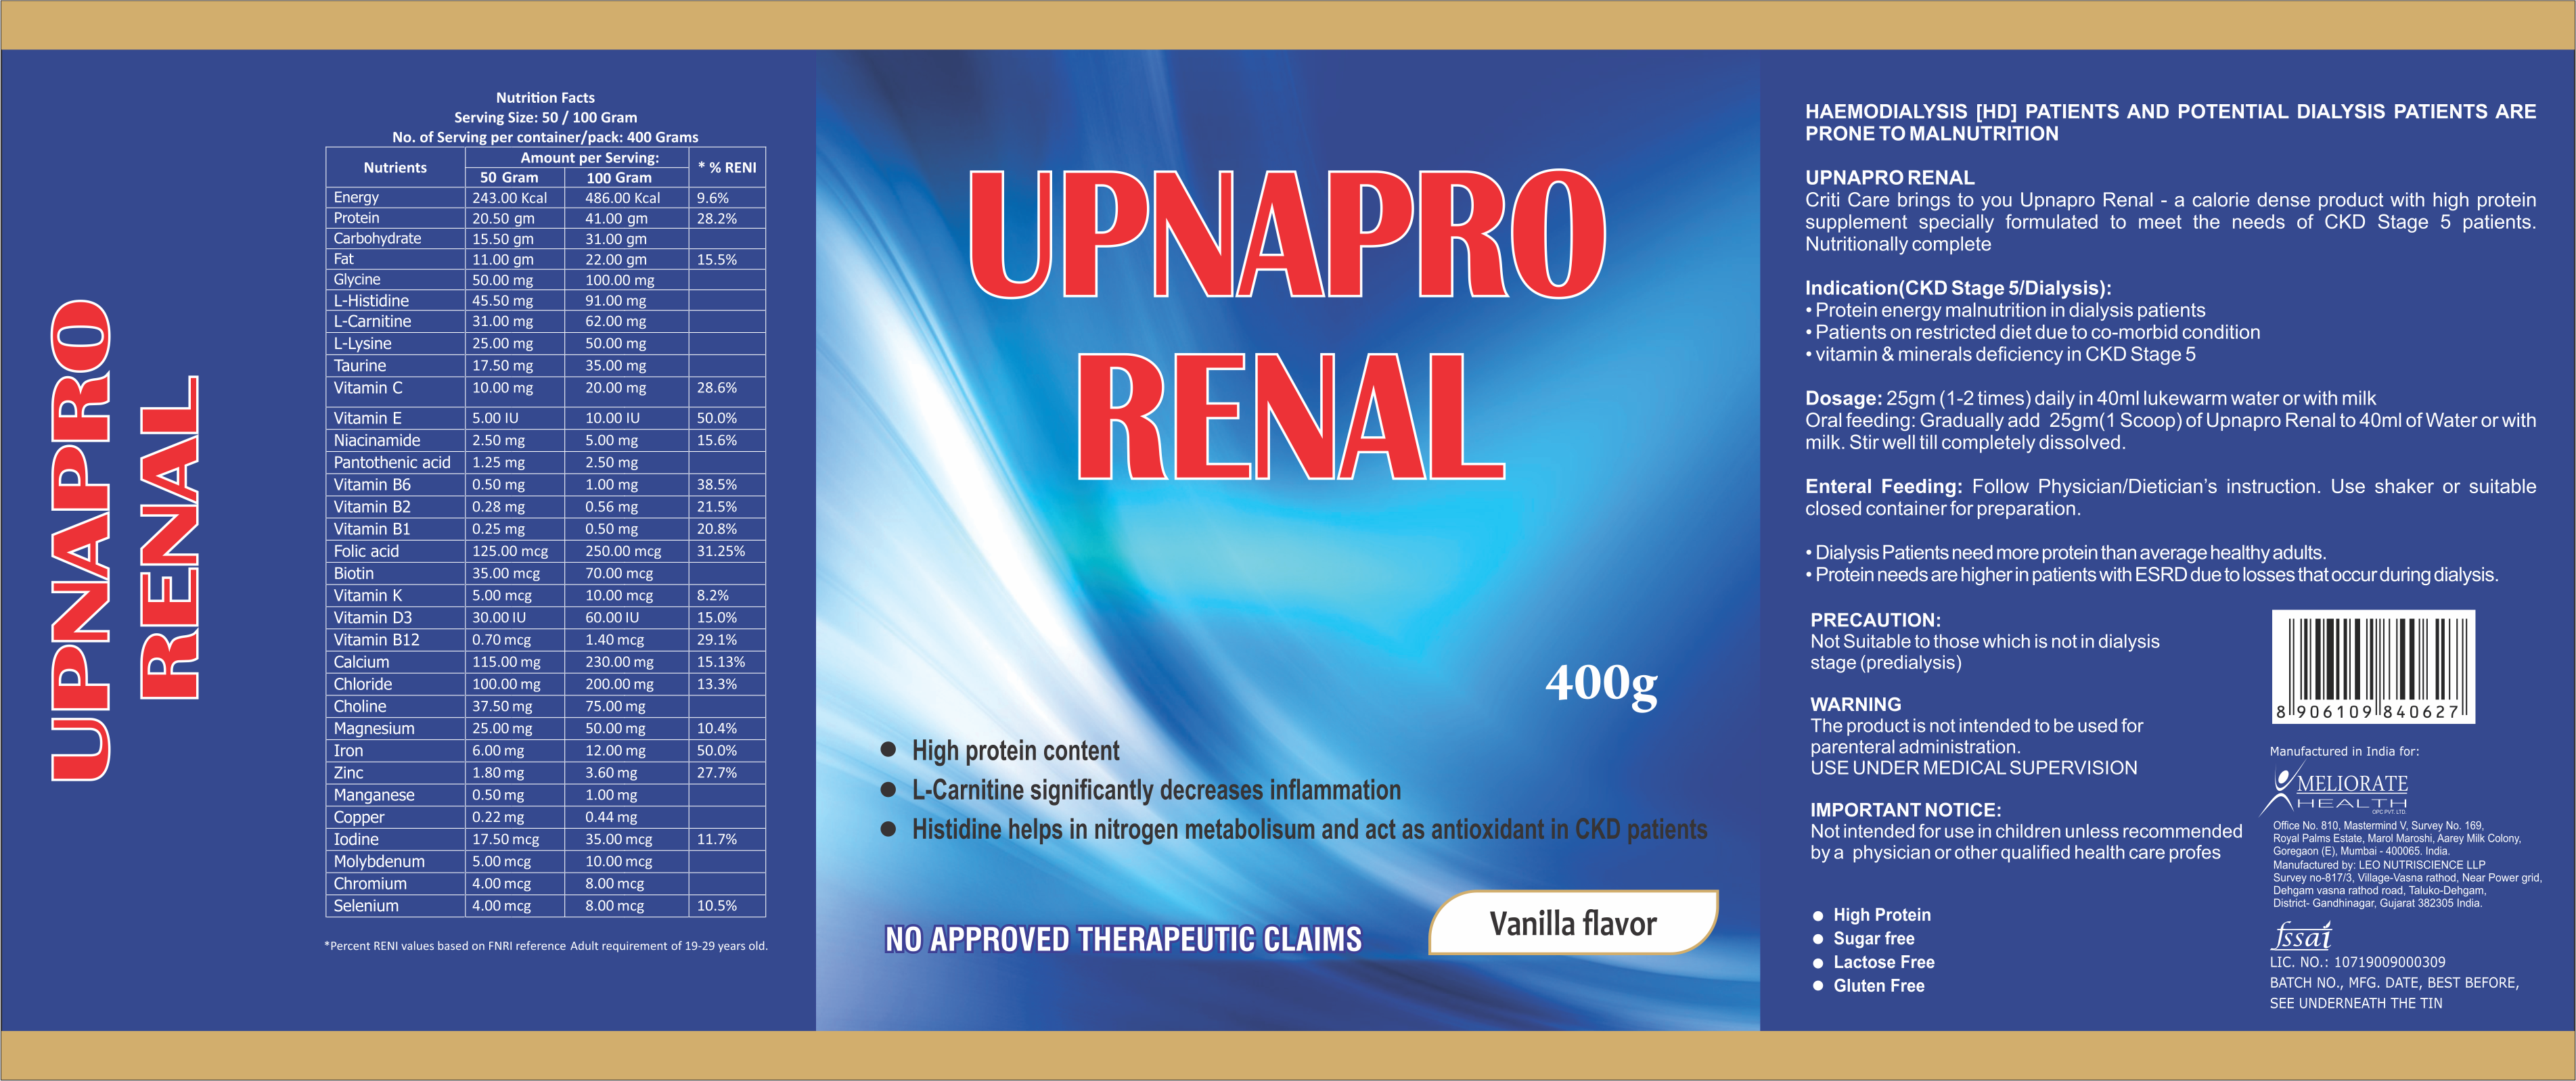 UPNAPRO
RENAL
Nutrition Facts
Serving Size: 50 / 100 Gram
No. of Serving per container/pack: 400 Grams
Nutrients Amount per Serving: * % RENI
50 Gram 100 Gram
Energy 243.00 Kcal 486.00 Kcal 9.6%
Protein 20.50 gm 41.00 gm 28.2%
Carbohydrate 15.50 gm 31.00 gm
Fat 11.00 gm 22.00 gm 15.5%
Glycine 50.00 mg 100.00 mg
L-Histidine 45.50 mg 91.00 mg
L-Carnitine 31.00 mg 62.00 mg
L-Lysine 25.00 mg 50.00 mg
Taurine 17.50 mg 35.00 mg
Vitamin C 10.00 mg 20.00 mg 28.6%
Vitamin E 5.00 IU 10.00 IU 50.0%
Niacinamide 2.50 mg 5.00 mg 15.6%
Pantothenic acid 1.25 mg 2.50 mg
Vitamin B6 0.50 mg 1.00 mg 38.5%
Vitamin B2 0.28 mg 0.56 mg 21.5%
Vitamin B1 0.25 mg 0.50 mg 20.8%
Folic acid 125.00 mcg 250.00 mcg 31.25%
Biotin 35.00 mcg 70.00 mcg
Vitamin K 5.00 mcg 10.00 mcg 8.2%
Vitamin D3 30.00 IU 60.00 IU 15.0%
Vitamin B12 0.70 mcg 1.40 mcg 29.1%
Calcium 115.00 mg 230.00 mg 15.13%
Chloride 100.00 mg 200.00 mg 13.3%
Choline 37.50 mg 75.00 mg
Magnesium 25.00 mg 50.00 mg 10.4%
Iron 6.00 mg 12.00 mg 50.0%
Zinc 1.80 mg 3.60 mg 27.7%
Manganese 0.50 mg 1.00 mg
Copper 0.22 mg 0.44 mg
Iodine 17.50 mcg 35.00 mcg 11.7%
Molybdenum 5.00 mcg 10.00 mcg
Chromium 4.00 mcg 8.00 mcg
Selenium 4.00 mcg 8.00 mcg 10.5%
*Percent RENI values based on FNRI reference Adult requirement of 19-29 years old.
UPNAPRO
RENAL
400g
● High protein content
● L-Carnitine significantly decreases inflammation
● Histidine helps in nitrogen metabolisum and act as antioxidant in CKD patients
NO APPROVED THERAPEUTIC CLAIMS
Vanilla flavor
HAEMODIALYSIS [HD] PATIENTS AND POTENTIAL DIALYSIS PATIENTS ARE
PRONE TO MALNUTRITION
UPNAPRO RENAL
Criti Care brings to you Upnapro Renal - a calorie dense product with high protein
supplement specially formulated to meet the needs of CKD Stage 5 patients.
Nutritionally complete
Indication(CKD Stage 5/Dialysis):
• Protein energy malnutrition in dialysis patients
• Patients on restricted diet due to co-morbid condition
• vitamin & minerals deficiency in CKD Stage 5
Dosage: 25gm (1-2 times) daily in 40ml lukewarm water or with milk
Oral feeding: Gradually add 25gm(1 Scoop) of Upnapro Renal to 40ml of Water or with
milk. Stir well till completely dissolved.
Enteral Feeding: Follow Physician/Dietician's instruction. Use shaker or suitable
closed container for preparation.
• Dialysis Patients need more protein than average healthy adults.
• Protein needs are higher in patients with ESRD due to losses that occur during dialysis.
PRECAUTION:
Not Suitable to those which is not in dialysis
stage (predialysis)
WARNING
The product is not intended to be used for
parenteral administration.
USE UNDER MEDICAL SUPERVISION
IMPORTANT NOTICE:
Not intended for use in children unless recommended
by a physician or other qualified health care profes
● High Protein
● Sugar free
● Lactose Free
● Gluten Free
8 906109 840627
Manufactured in India for:
MELIORATE
HEALTH
OPC PVT. LTD.
Office No. 810, Mastermind V, Survey No. 169,
Royal Palms Estate, Marol Maroshi, Aarey Milk Colony,
Goregaon (E), Mumbai - 400065. India.
Manufactured by: LEO NUTRISCIENCE LLP
Survey no-817/3, Village-Vasna rathod, Near Power grid,
Dehgam vasna rathod road, Taluko-Dehgam,
District- Gandhinagar, Gujarat 382305 India.
fssai
LIC. NO.: 10719009000309
BATCH NO., MFG. DATE, BEST BEFORE,
SEE UNDERNEATH THE TIN